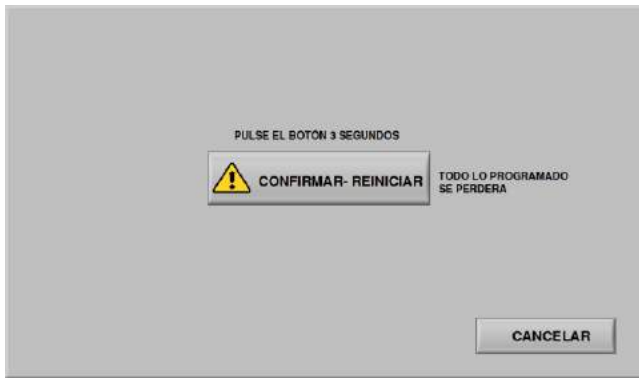 PULSE EL BOTÓN 3 SEGUNDOS
CONFIRMAR- REINICIAR
TODO LO PROGRAMADO
SE PERDERA
CANCELAR